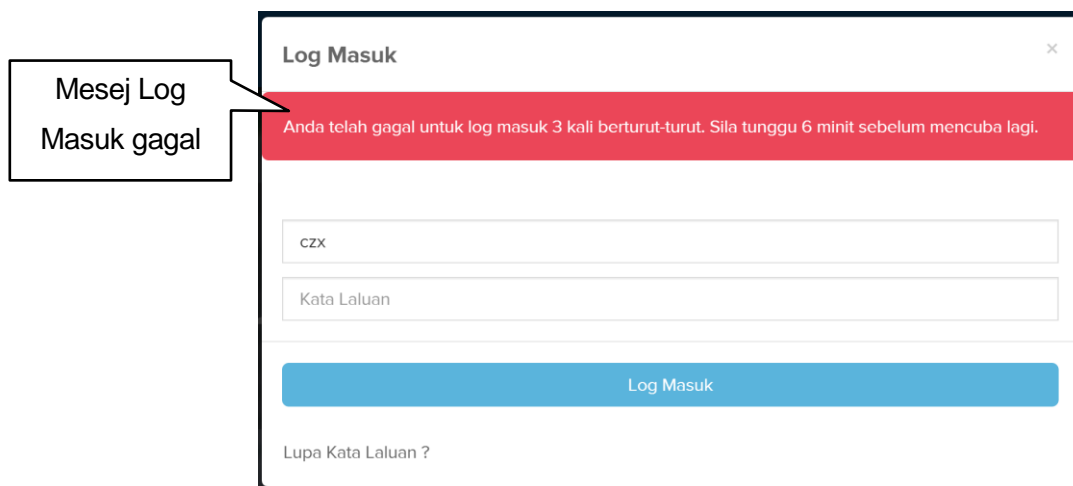 Log Masuk
×
Mesej Log
Masuk gagal
Anda telah gagal untuk log masuk 3 kali berturut-turut. Sila tunggu 6 minit sebelum mencuba lagi.
czx
Kata Laluan
Log Masuk
Lupa Kata Laluan ?